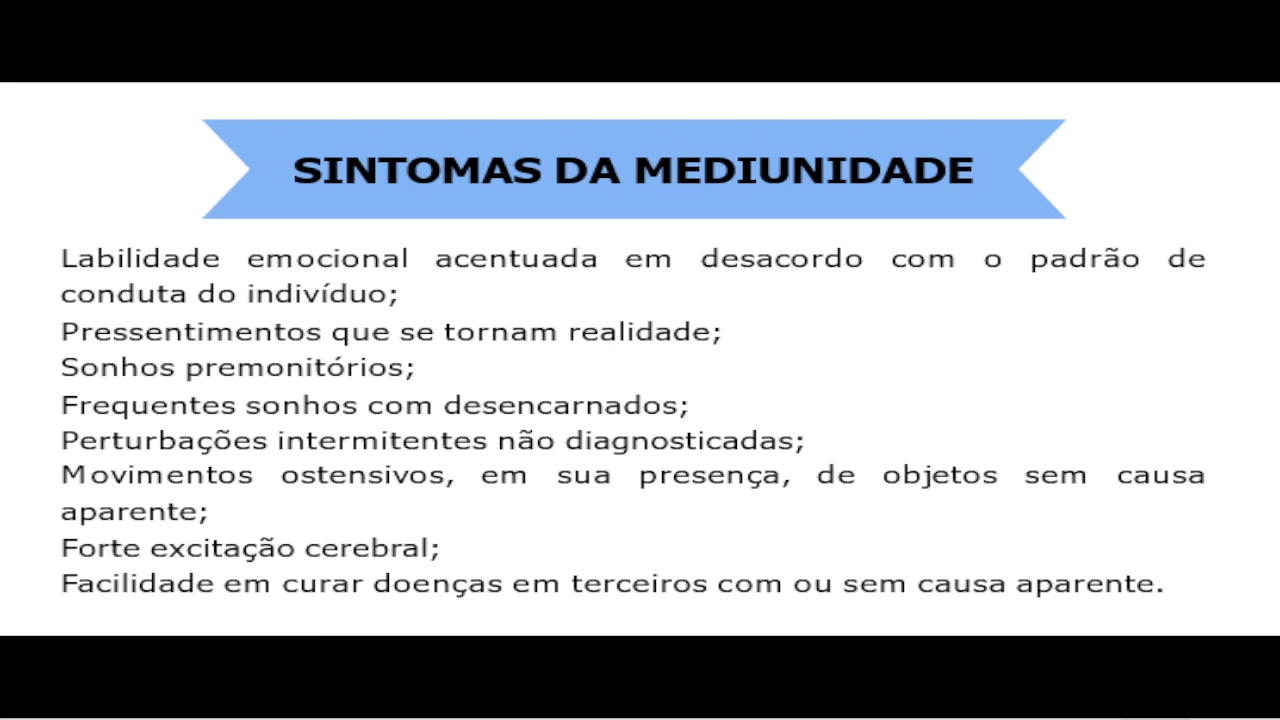 SINTOMAS DA MEDIUNIDADE
Labilidade emocional acentuada em desacordo com o padrão de
conduta do indivíduo;
Pressentimentos que se tornam realidade;
Sonhos premonitórios;
Frequentes sonhos com desencarnados;
Perturbações intermitentes não diagnosticadas;
Movimentos ostensivos, em sua presença, de objetos sem causa
aparente;
Forte excitação cerebral;
Facilidade em curar doenças em terceiros com ou sem causa aparente.